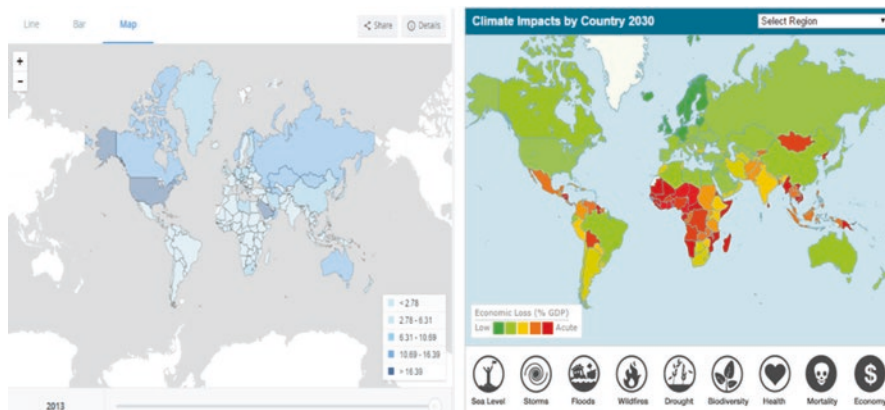 Line Bar Map
Share Details
+
−
< 2.78
2.78 - 6.31
6.31 - 10.69
10.69 - 16.39
> 16.39
2013
Climate Impacts by Country 2030
Select Region
Economic Loss (% GDP)
Low Acute
Sea Level Storms Floods Wildfires Drought Biodiversity Health Mortality Economy